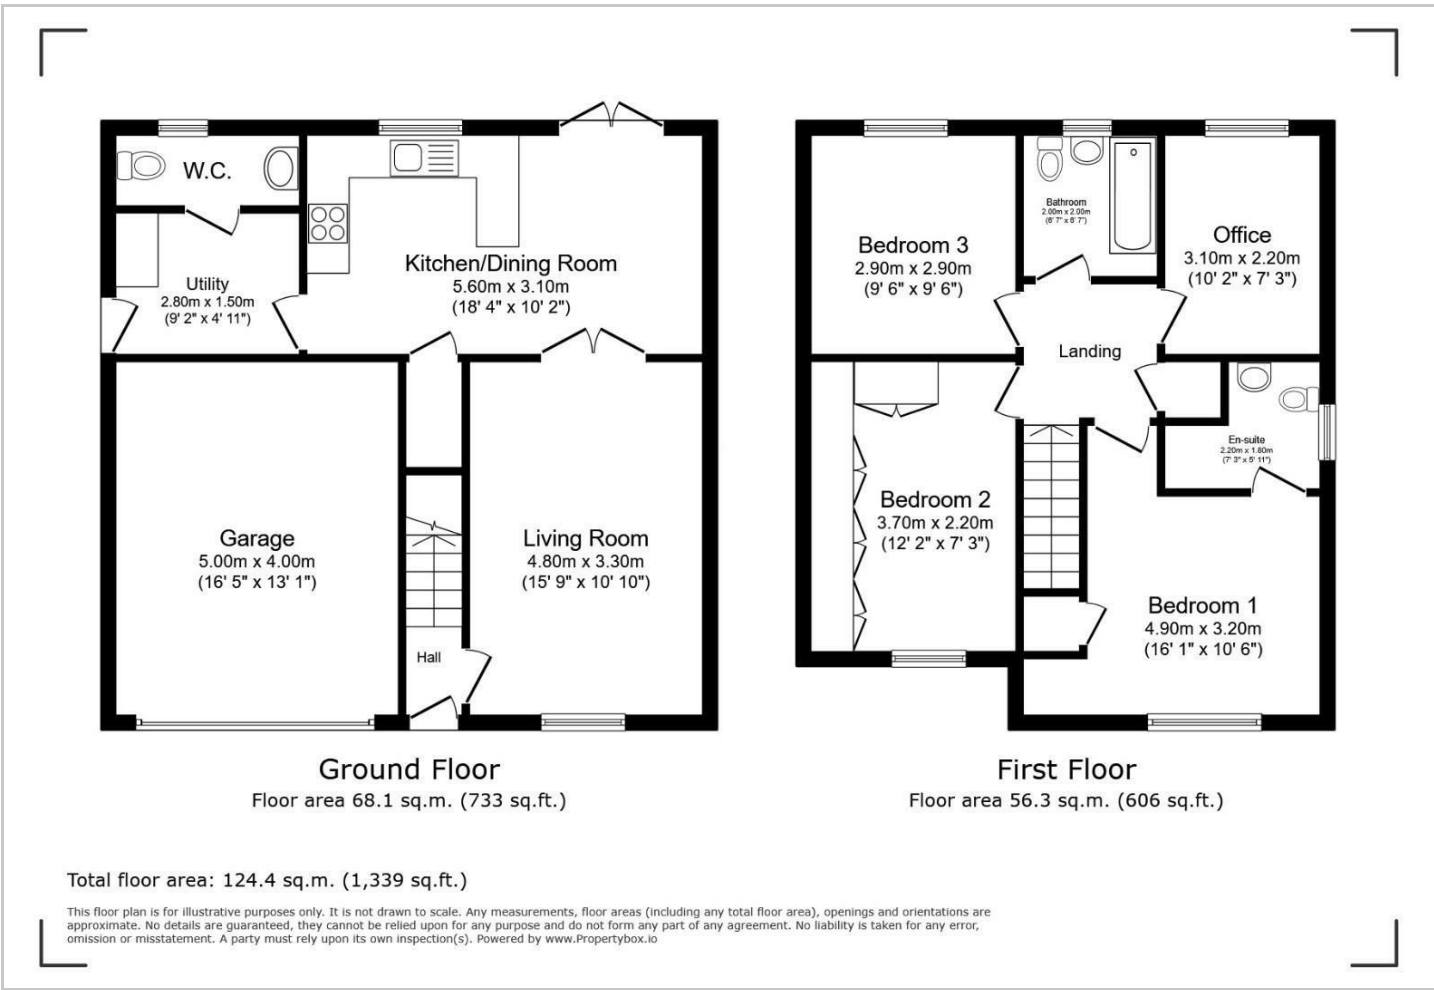 W.C.
Utility
2.80m x 1.50m
(9' 2" x 4' 11")
Kitchen/Dining Room
5.60m x 3.10m
(18' 4" x 10' 2")
Garage
5.00m x 4.00m
(16' 5" x 13' 1")
Living Room
4.80m x 3.30m
(15' 9" x 10' 10")
Hall
Ground Floor
Floor area 68.1 sq.m. (733 sq.ft.)
Bedroom 3
2.90m x 2.90m
(9' 6" x 9' 6")
Bathroom
2.00m x 2.00m
(6' 7" x 6' 7")
Office
3.10m x 2.20m
(10' 2" x 7' 3")
Landing
En-suite
2.20m x 1.80m
(7' 3" x 5' 11")
Bedroom 2
3.70m x 2.20m
(12' 2" x 7' 3")
Bedroom 1
4.90m x 3.20m
(16' 1" x 10' 6")
First Floor
Floor area 56.3 sq.m. (606 sq.ft.)
Total floor area: 124.4 sq.m. (1,339 sq.ft.)
This floor plan is for illustrative purposes only. It is not drawn to scale. Any measurements, floor areas (including any total floor area), openings and orientations are
approximate. No details are guaranteed, they cannot be relied upon for any purpose and do not form any part of any agreement. No liability is taken for any error,
omission or misstatement. A party must rely upon its own inspection(s). Powered by www.Propertybox.io